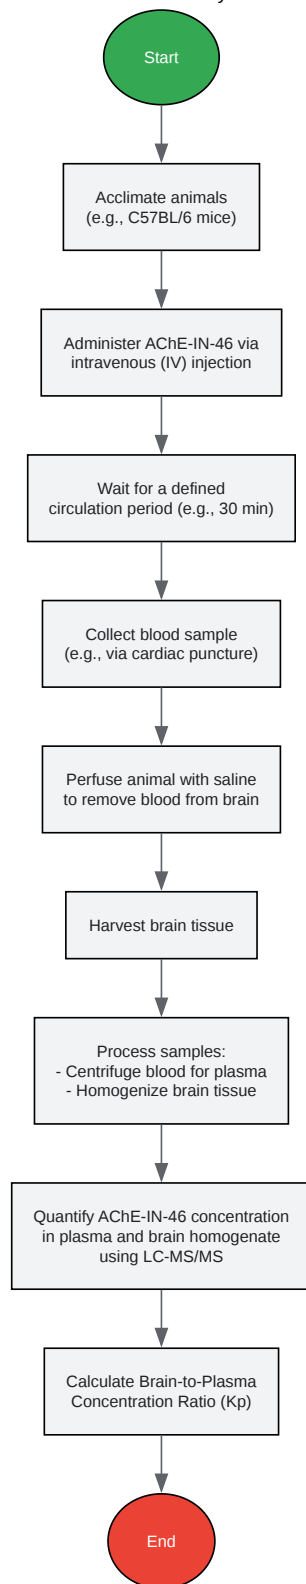 Start
Acclimate animals
(e.g., C57BL/6 mice)
Administer AChE-IN-46 via
intravenous (IV) injection
Wait for a defined
circulation period (e.g., 30 min)
Collect blood sample
(e.g., via cardiac puncture)
Perfuse animal with saline
to remove blood from brain
Harvest brain tissue
Process samples:
- Centrifuge blood for plasma
- Homogenize brain tissue
Quantify AChE-IN-46 concentration
in plasma and brain homogenate
using LC-MS/MS
Calculate Brain-to-Plasma
Concentration Ratio (Kp)
End